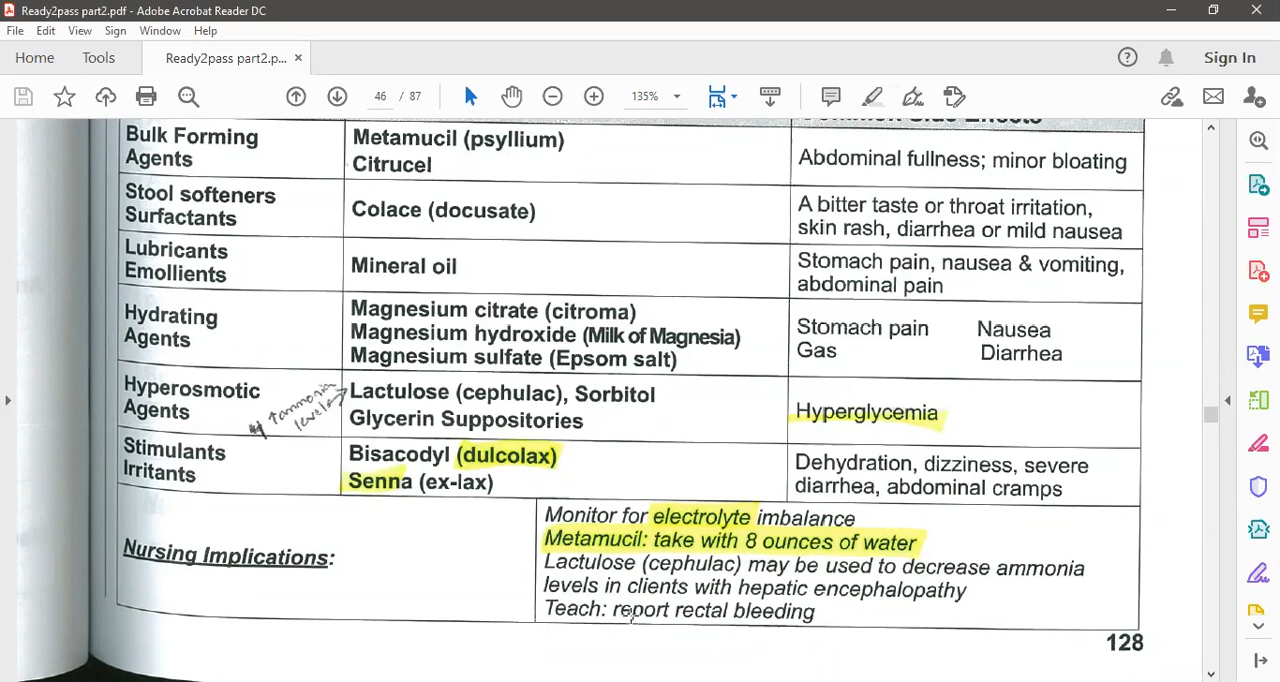 Ready2pass part2.pdf - Adobe Acrobat Reader DC
File Edit View Sign Window Help
Home Tools Ready2pass part2.p... × Sign In
46 / 87 135%
Common Side Effects
Bulk Forming Agents
Metamucil (psyllium)
Citrucel
Abdominal fullness; minor bloating
Stool softeners
Surfactants
Colace (docusate)
A bitter taste or throat irritation,
skin rash, diarrhea or mild nausea
Lubricants
Emollients
Mineral oil
Stomach pain, nausea & vomiting,
abdominal pain
Hydrating
Agents
Magnesium citrate (citroma)
Magnesium hydroxide (Milk of Magnesia)
Magnesium sulfate (Epsom salt)
Stomach pain Nausea
Gas Diarrhea
Hyperosmotic
Agents
ammonia
levels
Lactulose (cephulac), Sorbitol
Glycerin Suppositories
Hyperglycemia
Stimulants
Irritants
Bisacodyl (dulcolax)
Senna (ex-lax)
Dehydration, dizziness, severe
diarrhea, abdominal cramps
Nursing Implications:
Monitor for electrolyte imbalance
Metamucil: take with 8 ounces of water
Lactulose (cephulac) may be used to decrease ammonia
levels in clients with hepatic encephalopathy
Teach: report rectal bleeding
128